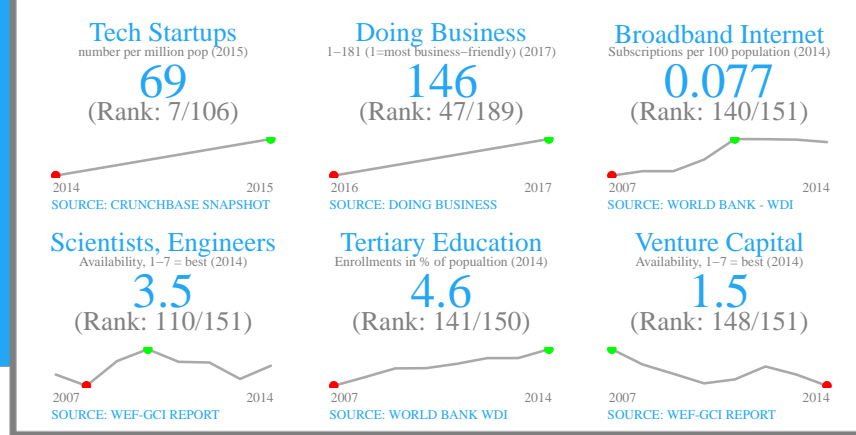 Tech Startups
number per million pop (2015)
69
(Rank: 7/106)
2014 2015
SOURCE: CRUNCHBASE SNAPSHOT
Doing Business
1−181 (1=most business−friendly) (2017)
146
(Rank: 47/189)
2016 2017
SOURCE: DOING BUSINESS
Broadband Internet
Subscriptions per 100 population (2014)
0.077
(Rank: 140/151)
2007 2014
SOURCE: WORLD BANK - WDI
Scientists, Engineers
Availability, 1−7 = best (2014)
3.5
(Rank: 110/151)
2007 2014
SOURCE: WEF-GCI REPORT
Tertiary Education
Enrollments in % of popualtion (2014)
4.6
(Rank: 141/150)
2007 2014
SOURCE: WORLD BANK WDI
Venture Capital
Availability, 1−7 = best (2014)
1.5
(Rank: 148/151)
2007 2014
SOURCE: WEF-GCI REPORT